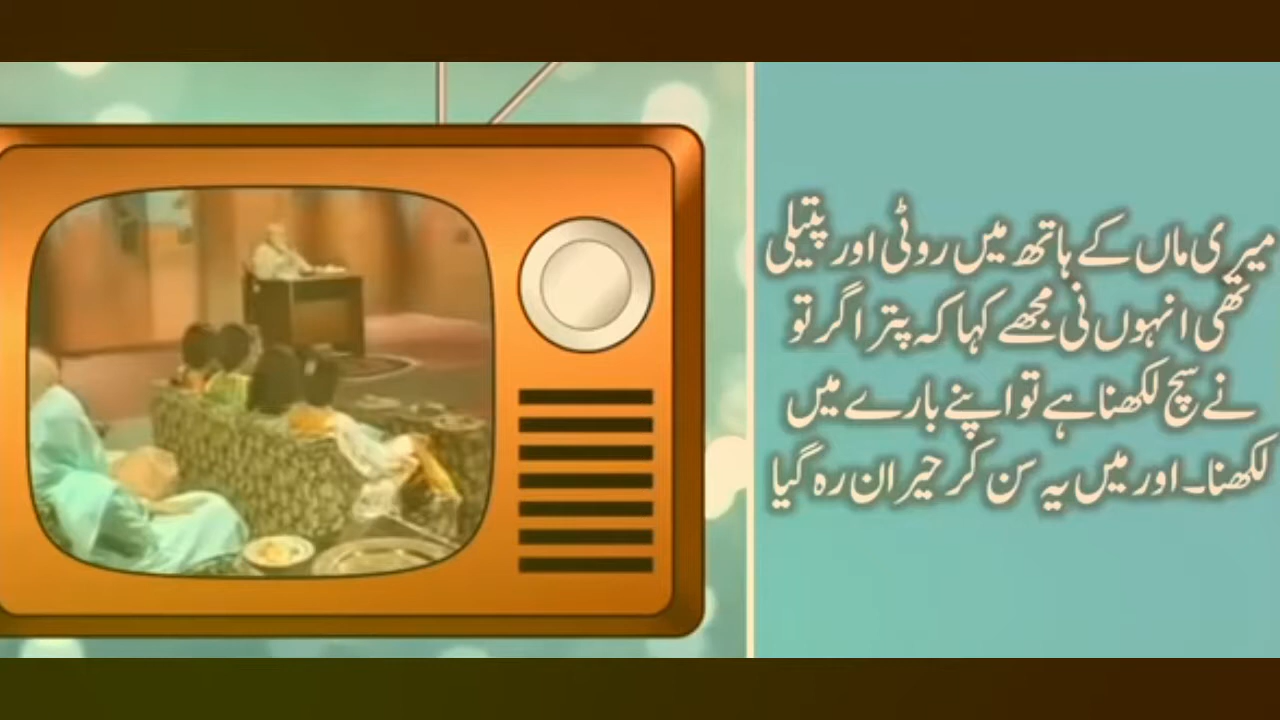 میری ماں کے ہاتھ میں روٹی اور پتیلی
تھی انہوں نی مجھے کہا کہ پتر اگر تو
نے سچ لکھنا ہے تو اپنے بارے میں
لکھنا۔ اور میں یہ سن کر حیران رہ گیا